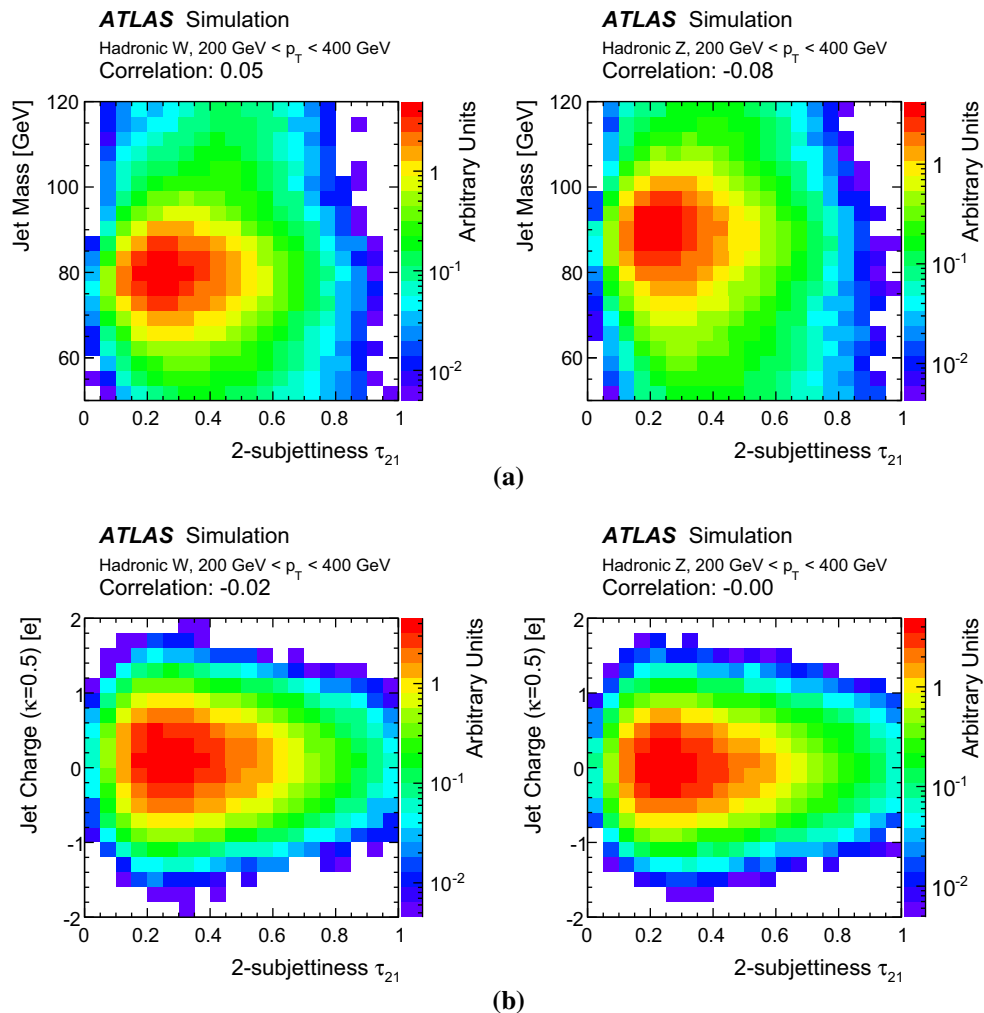 ATLAS Simulation
Hadronic W, 200 GeV < p_T < 400 GeV
Correlation: 0.05
Jet Mass [GeV]
120
100
80
60
0 0.2 0.4 0.6 0.8 1
2-subjettiness τ_21
Arbitrary Units
1
10^-1
10^-2
ATLAS Simulation
Hadronic Z, 200 GeV < p_T < 400 GeV
Correlation: -0.08
Jet Mass [GeV]
120
100
80
60
0 0.2 0.4 0.6 0.8 1
2-subjettiness τ_21
Arbitrary Units
1
10^-1
10^-2
(a)
ATLAS Simulation
Hadronic W, 200 GeV < p_T < 400 GeV
Correlation: -0.02
Jet Charge (κ=0.5) [e]
2
1
0
-1
-2
0 0.2 0.4 0.6 0.8 1
2-subjettiness τ_21
Arbitrary Units
1
10^-1
10^-2
ATLAS Simulation
Hadronic Z, 200 GeV < p_T < 400 GeV
Correlation: -0.00
Jet Charge (κ=0.5) [e]
2
1
0
-1
-2
0 0.2 0.4 0.6 0.8 1
2-subjettiness τ_21
Arbitrary Units
1
10^-1
10^-2
(b)